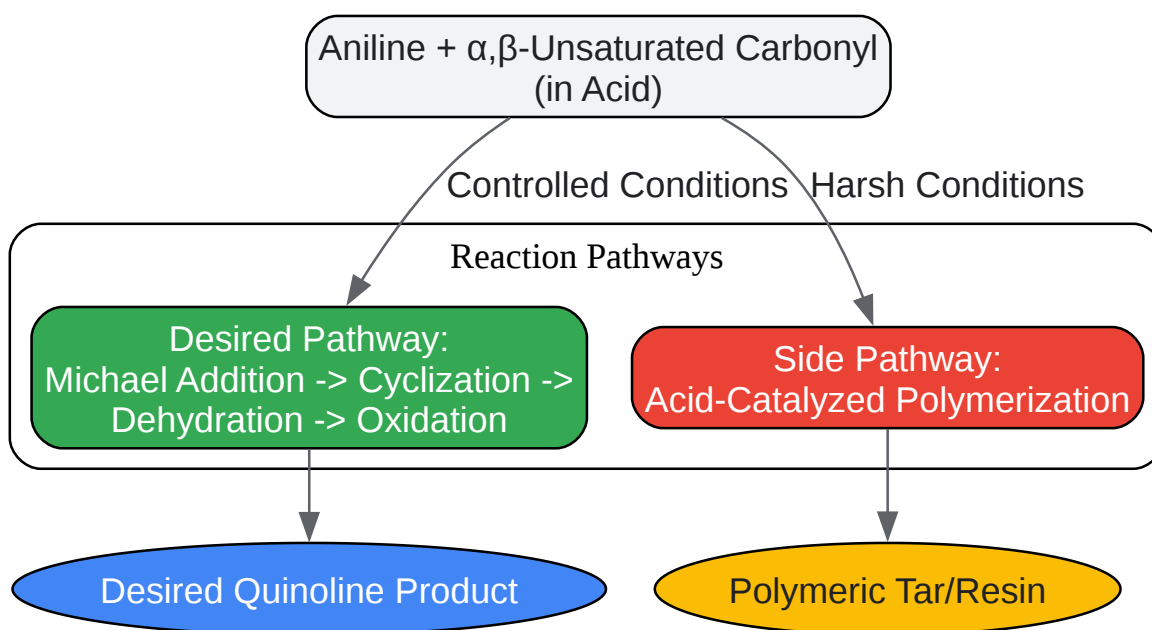 Aniline + α,β-Unsaturated Carbonyl
(in Acid)
Controlled Conditions
Harsh Conditions
Reaction Pathways
Desired Pathway:
Michael Addition -> Cyclization ->
Dehydration -> Oxidation
Side Pathway:
Acid-Catalyzed Polymerization
Desired Quinoline Product
Polymeric Tar/Resin